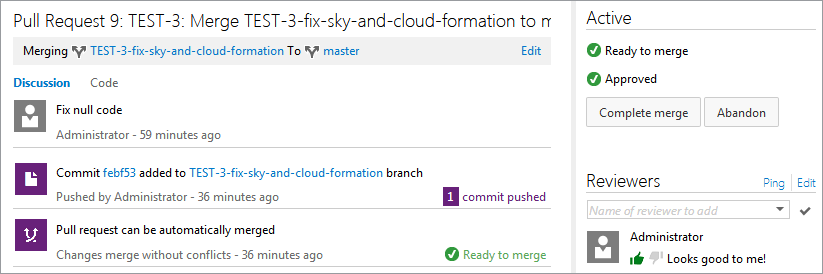 Pull Request 9: TEST-3: Merge TEST-3-fix-sky-and-cloud-formation to m
Merging TEST-3-fix-sky-and-cloud-formation To master Edit
Discussion Code
Fix null code
Administrator - 59 minutes ago
Commit febf53 added to TEST-3-fix-sky-and-cloud-formation branch
Pushed by Administrator - 36 minutes ago 1 commit pushed
Pull request can be automatically merged
Changes merge without conflicts - 36 minutes ago Ready to merge
Active
Ready to merge
Approved
Complete merge Abandon
Reviewers Ping Edit
Name of reviewer to add
Administrator
Looks good to me!